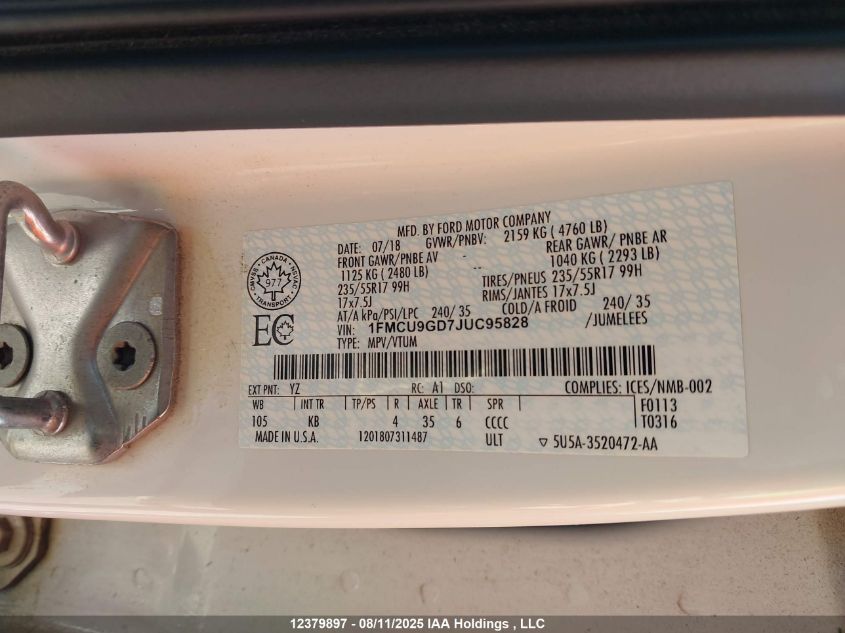 MFD. BY FORD MOTOR COMPANY
DATE: 07/18 GVWR/PNBV: 2159 KG ( 4760 LB)
FRONT GAWR/PNBE AV - REAR GAWR/ PNBE AR
1125 KG ( 2480 LB) -- 1040 KG ( 2293 LB)
235/55R17 99H TIRES/PNEUS 235/55R17 99H
17x7.5J RIMS/JANTES 17x7.5J
AT/A kPa/PSI/LPC 240/ 35 COLD/A FROID 240/ 35
VIN: 1FMCU9GD7JUC95828 /JUMELEES
TYPE: MPV/VTUM
CANADA
977
TRANSPORT
EC
EXT PNT: YZ RC: A1 DSO: COMPLIES: ICES/NMB-002
WB INT TR TP/PS R AXLE TR SPR F0113
105 KB 4 35 6 CCCC T0316
MADE IN U.S.A. 1201807311487 ULT ▽ 5U5A-3520472-AA
12379897 - 08/11/2025 IAA Holdings , LLC